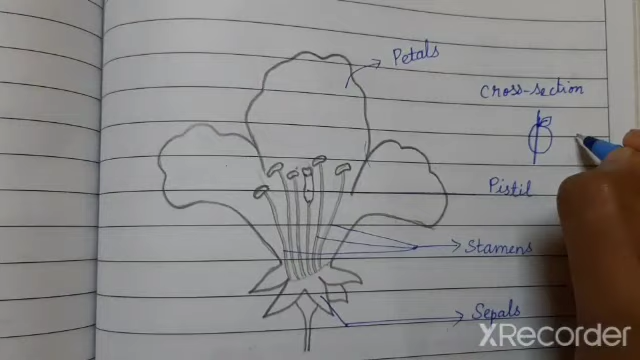 Petals
Cross-section
Pistil
Stamens
Sepals
XRecorder